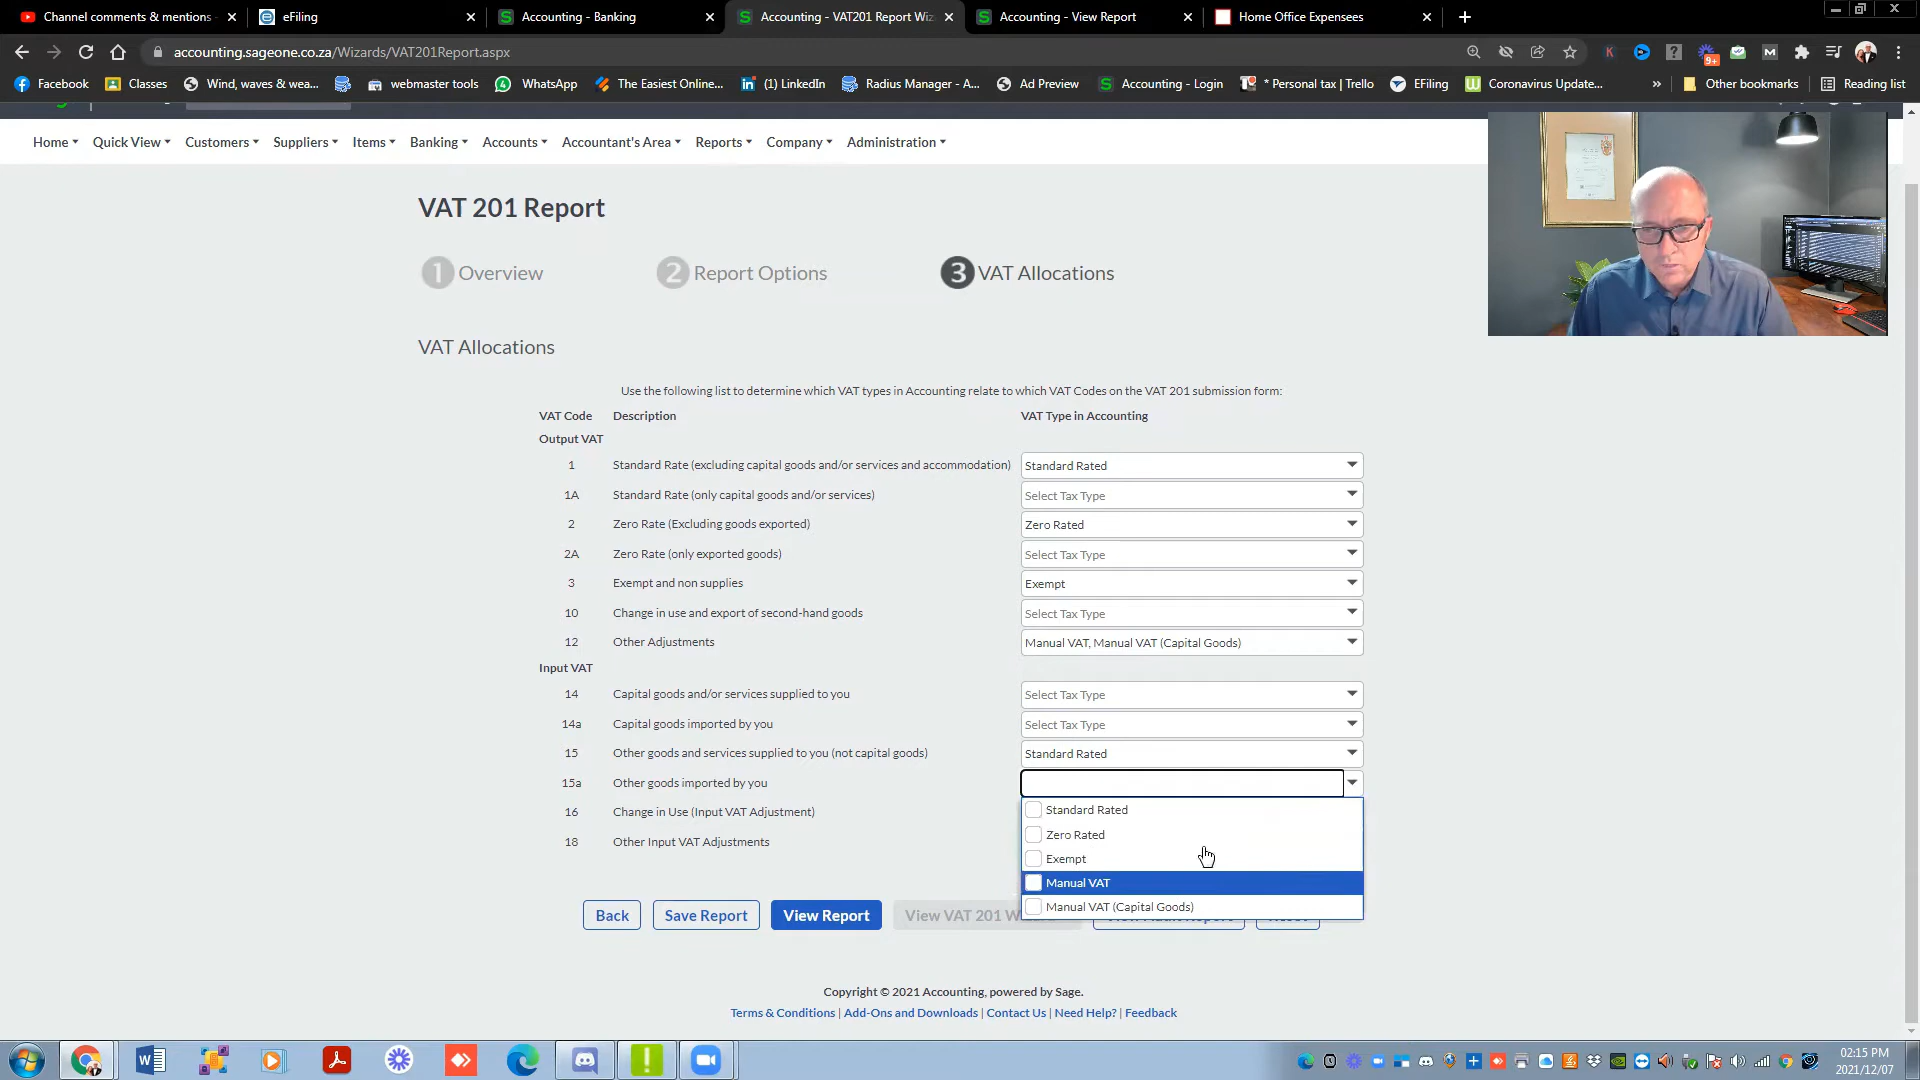 Channel comments & mentions
eFiling
Accounting - Banking
Accounting - VAT201 Report Wiz
Accounting - View Report
Home Office Expensees
accounting.sageone.co.za/Wizards/VAT201Report.aspx
Facebook
Classes
Wind, waves & wea...
webmaster tools
WhatsApp
The Easiest Online...
(1) LinkedIn
Radius Manager - A...
Ad Preview
Accounting - Login
* Personal tax | Trello
EFiling
Coronavirus Update...
Other bookmarks
Reading list
Home
Quick View
Customers
Suppliers
Items
Banking
Accounts
Accountant's Area
Reports
Company
Administration
VAT 201 Report
1 Overview
2 Report Options
3 VAT Allocations
VAT Allocations
Use the following list to determine which VAT types in Accounting relate to which VAT Codes on the VAT 201 submission form:
VAT Code Description VAT Type in Accounting
Output VAT
1 Standard Rate (excluding capital goods and/or services and accommodation) Standard Rated
1A Standard Rate (only capital goods and/or services) Select Tax Type
2 Zero Rate (Excluding goods exported) Zero Rated
2A Zero Rate (only exported goods) Select Tax Type
3 Exempt and non supplies Exempt
10 Change in use and export of second-hand goods Select Tax Type
12 Other Adjustments Manual VAT, Manual VAT (Capital Goods)
Input VAT
14 Capital goods and/or services supplied to you Select Tax Type
14a Capital goods imported by you Select Tax Type
15 Other goods and services supplied to you (not capital goods) Standard Rated
15a Other goods imported by you
16 Change in Use (Input VAT Adjustment)
18 Other Input VAT Adjustments
Standard Rated
Zero Rated
Exempt
Manual VAT
Manual VAT (Capital Goods)
Back
Save Report
View Report
View VAT 201
Copyright © 2021 Accounting, powered by Sage.
Terms & Conditions | Add-Ons and Downloads | Contact Us | Need Help? | Feedback
02:15 PM
2021/12/07